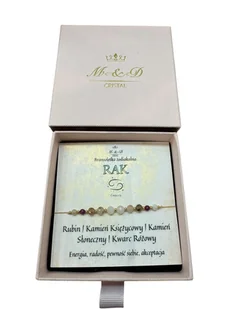 M&D
CRYSTAL
M & D
Bransoletka zodiakalna
RAK
Rubin | Kamień Księżycowy | Kamień
Słoneczny | Kwarc Różowy
Energia, radość, pewność siebie, akceptacja